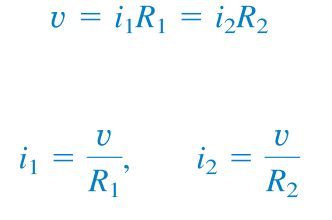 v = i₁R₁ = i₂R₂
i₁ = v/R₁, i₂ = v/R₂